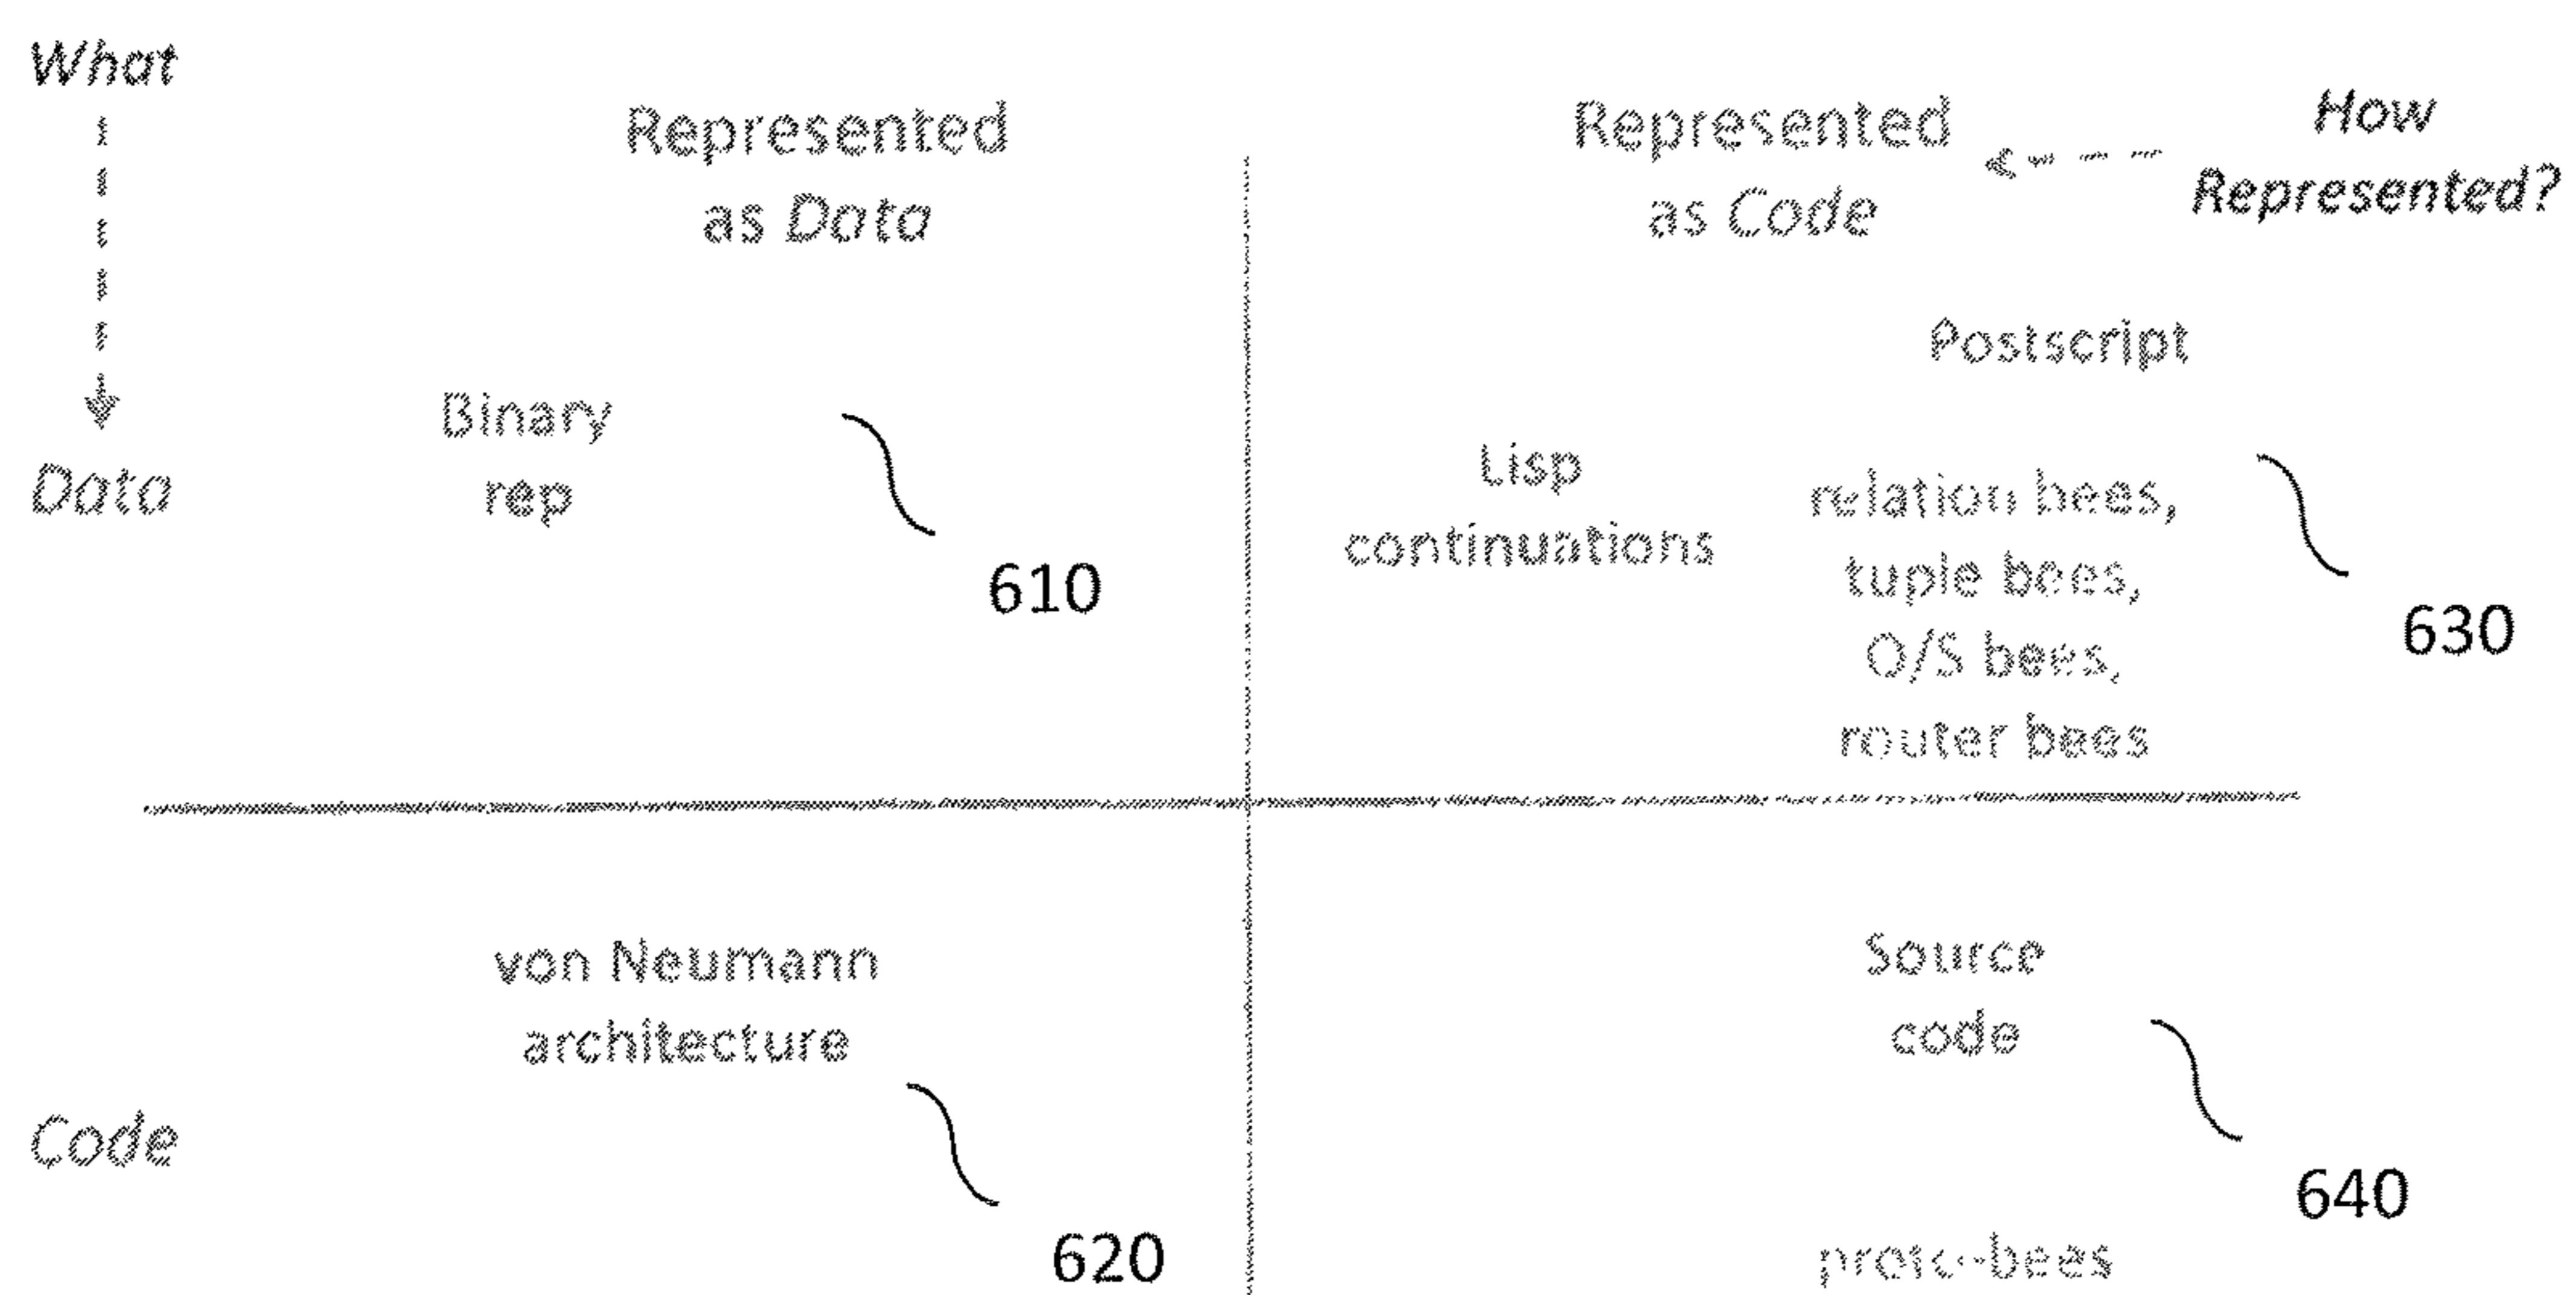 What
Represented
as Data
Represented
as Code
How
Represented?
Data
Binary
rep
610
Lisp
continuations
Postscript
relation bees,
tuple bees,
O/S bees,
router bees
630
Code
von Neumann
architecture
620
Source
code
640
proto-bees